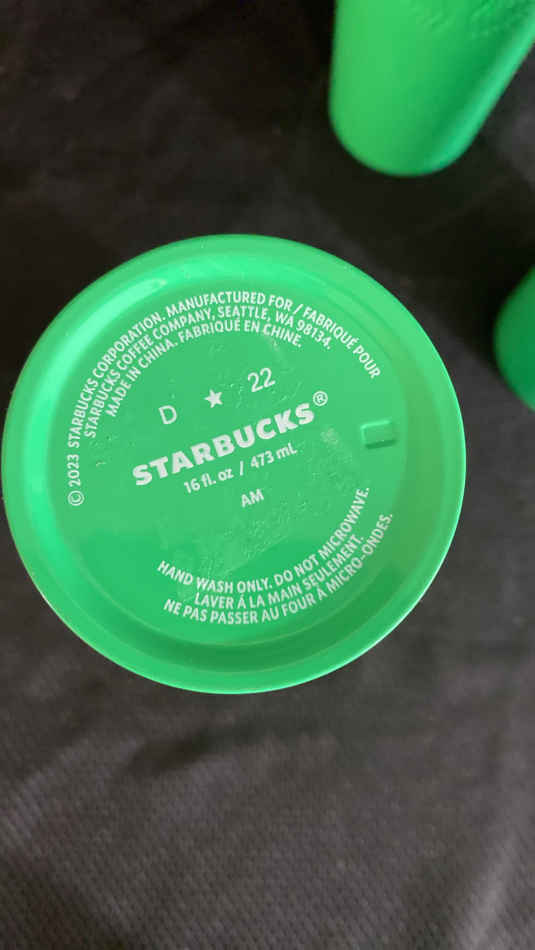 © 2023 STARBUCKS CORPORATION. MANUFACTURED FOR / FABRIQUÉ POUR
STARBUCKS COFFEE COMPANY, SEATTLE, WA 98134.
MADE IN CHINA. FABRIQUÉ EN CHINE.
D ★ 22
STARBUCKS®
16 fl. oz / 473 mL
AM
HAND WASH ONLY. DO NOT MICROWAVE.
LAVER Á LA MAIN SEULEMENT.
NE PAS PASSER AU FOUR À MICRO-ONDES.